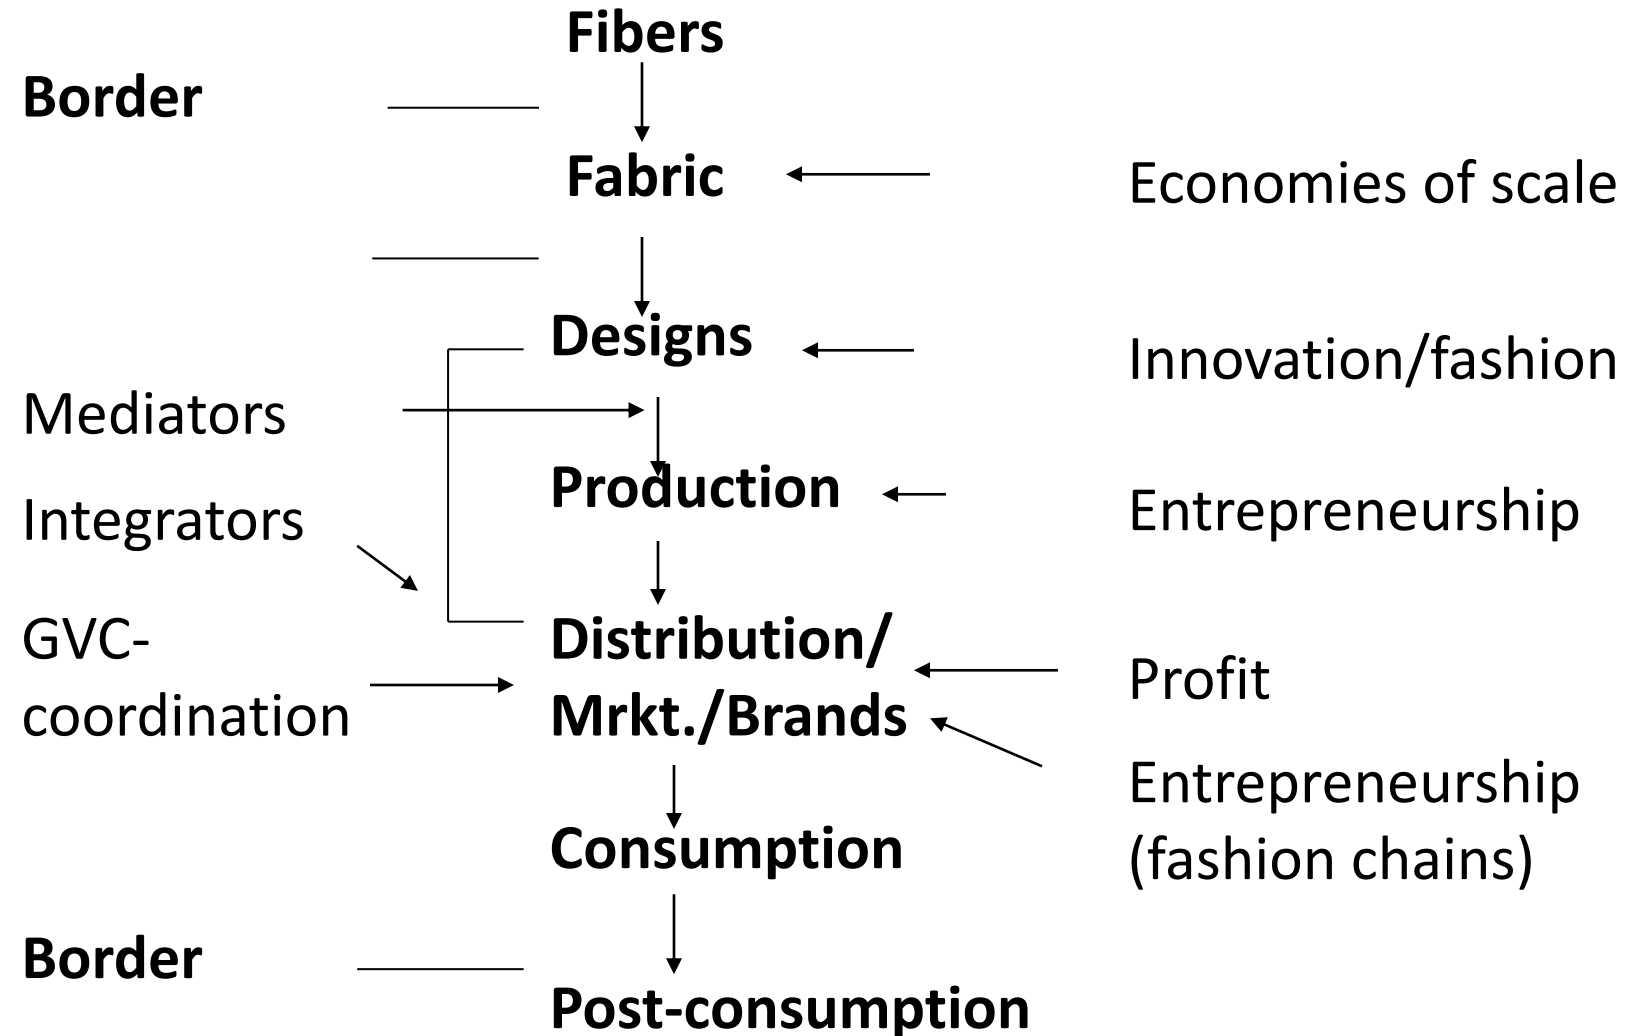 Fibers
Border
Fabric
Economies of scale
Designs
Innovation/fashion
Mediators
Production
Integrators
Entrepreneurship
GVC-
coordination
Distribution/
Mrkt./Brands
Profit
Entrepreneurship
(fashion chains)
Consumption
Border
Post-consumption